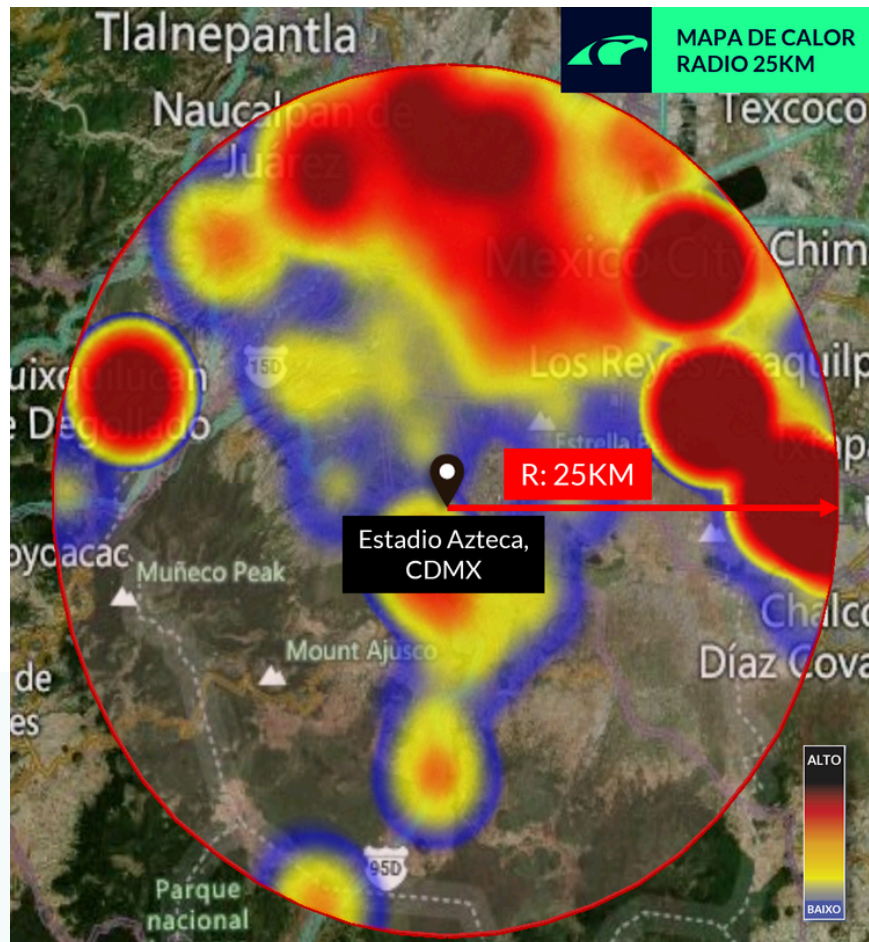 MAPA DE CALOR
RADIO 25KM
Tlalnepantla
Naucalpan de
Juárez
Texcoco
Mexico City
Chim
15D
Los Reyes Acaquilp
uixquilucan
e Degollado
Estrella
Ixtapa
R: 25KM
Estadio Azteca,
CDMX
oyoacac
Muñeco Peak
Mount Ajusco
Chalco
Díaz Cova
de
es
ALTO
BAIXO
95D
Parque
nacional